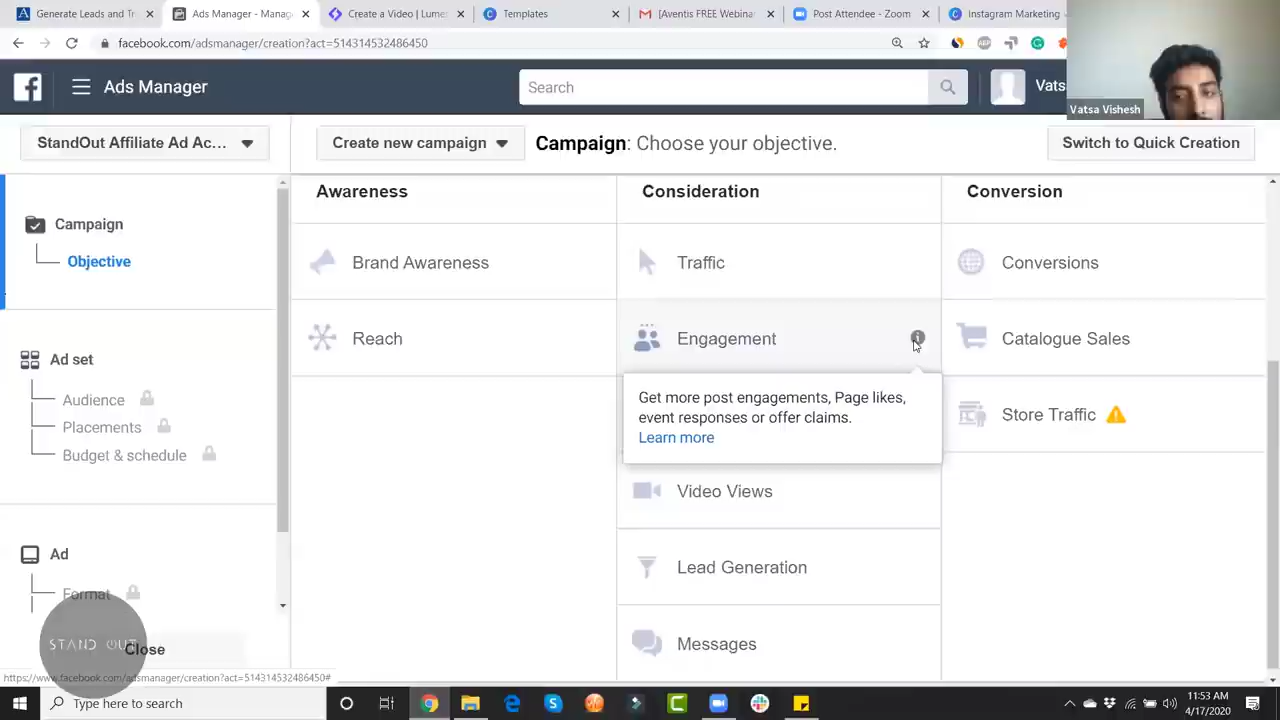 Generate Leads and Tr
Ads Manager - Manage
Create a Video | Lume
Templates
[Aventis FREE Webinar
Post Attendee - Zoom
Instagram Marketing
facebook.com/adsmanager/creation?act=514314532486450
ABP
Ads Manager
Search
Vats
Vatsa Vishesh
StandOut Affiliate Ad Ac...
Create new campaign
Campaign: Choose your objective.
Switch to Quick Creation
Awareness
Consideration
Conversion
Campaign
Objective
Brand Awareness
Traffic
Conversions
Reach
Engagement
Catalogue Sales
Ad set
Audience
Placements
Budget & schedule
Get more post engagements, Page likes,
event responses or offer claims.
Learn more
Store Traffic
Video Views
Ad
Format
Lead Generation
STAND OUT
Close
Messages
https://www.facebook.com/adsmanager/creation?act=514314532486450#
Type here to search
11:53 AM
4/17/2020